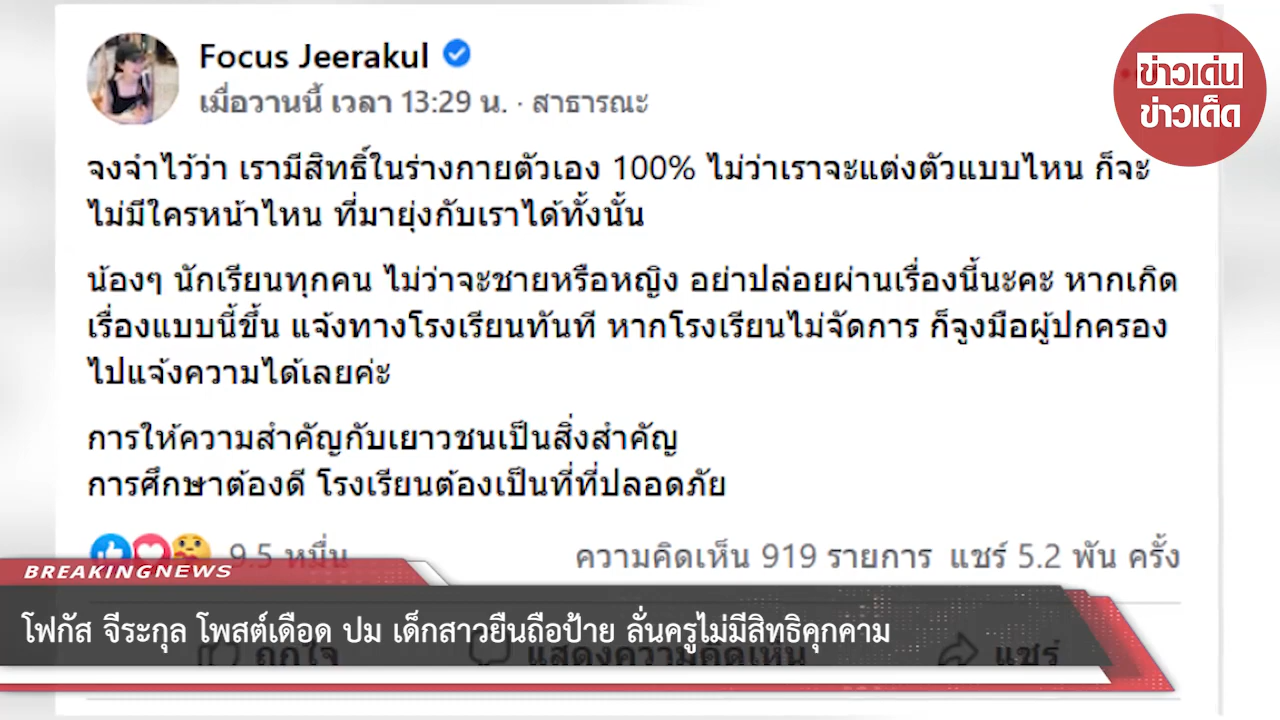 Focus Jeerakul
เมื่อวานนี้ เวลา 13:29 น. · สาธารณะ
ข่าวเด่น
ข่าวเด็ด
จงจำไว้ว่า เรามีสิทธิ์ในร่างกายตัวเอง 100% ไม่ว่าเราจะแต่งตัวแบบไหน ก็จะ
ไม่มีใครหน้าไหน ที่มายุ่งกับเราได้ทั้งนั้น
น้องๆ นักเรียนทุกคน ไม่ว่าจะชายหรือหญิง อย่าปล่อยผ่านเรื่องนี้นะคะ หากเกิด
เรื่องแบบนี้ขึ้น แจ้งทางโรงเรียนทันที หากโรงเรียนไม่จัดการ ก็จูงมือผู้ปกครอง
ไปแจ้งความได้เลยค่ะ
การให้ความสำคัญกับเยาวชนเป็นสิ่งสำคัญ
การศึกษาต้องดี โรงเรียนต้องเป็นที่ที่ปลอดภัย
9.5 หมื่น ความคิดเห็น 919 รายการ แชร์ 5.2 พัน ครั้ง
BREAKINGNEWS
โฟกัส จีระกุล โพสต์เดือด ปม เด็กสาวยืนถือป้าย ลั่นครูไม่มีสิทธิคุกคาม
ถูกใจ แสดงความคิดเห็น แชร์